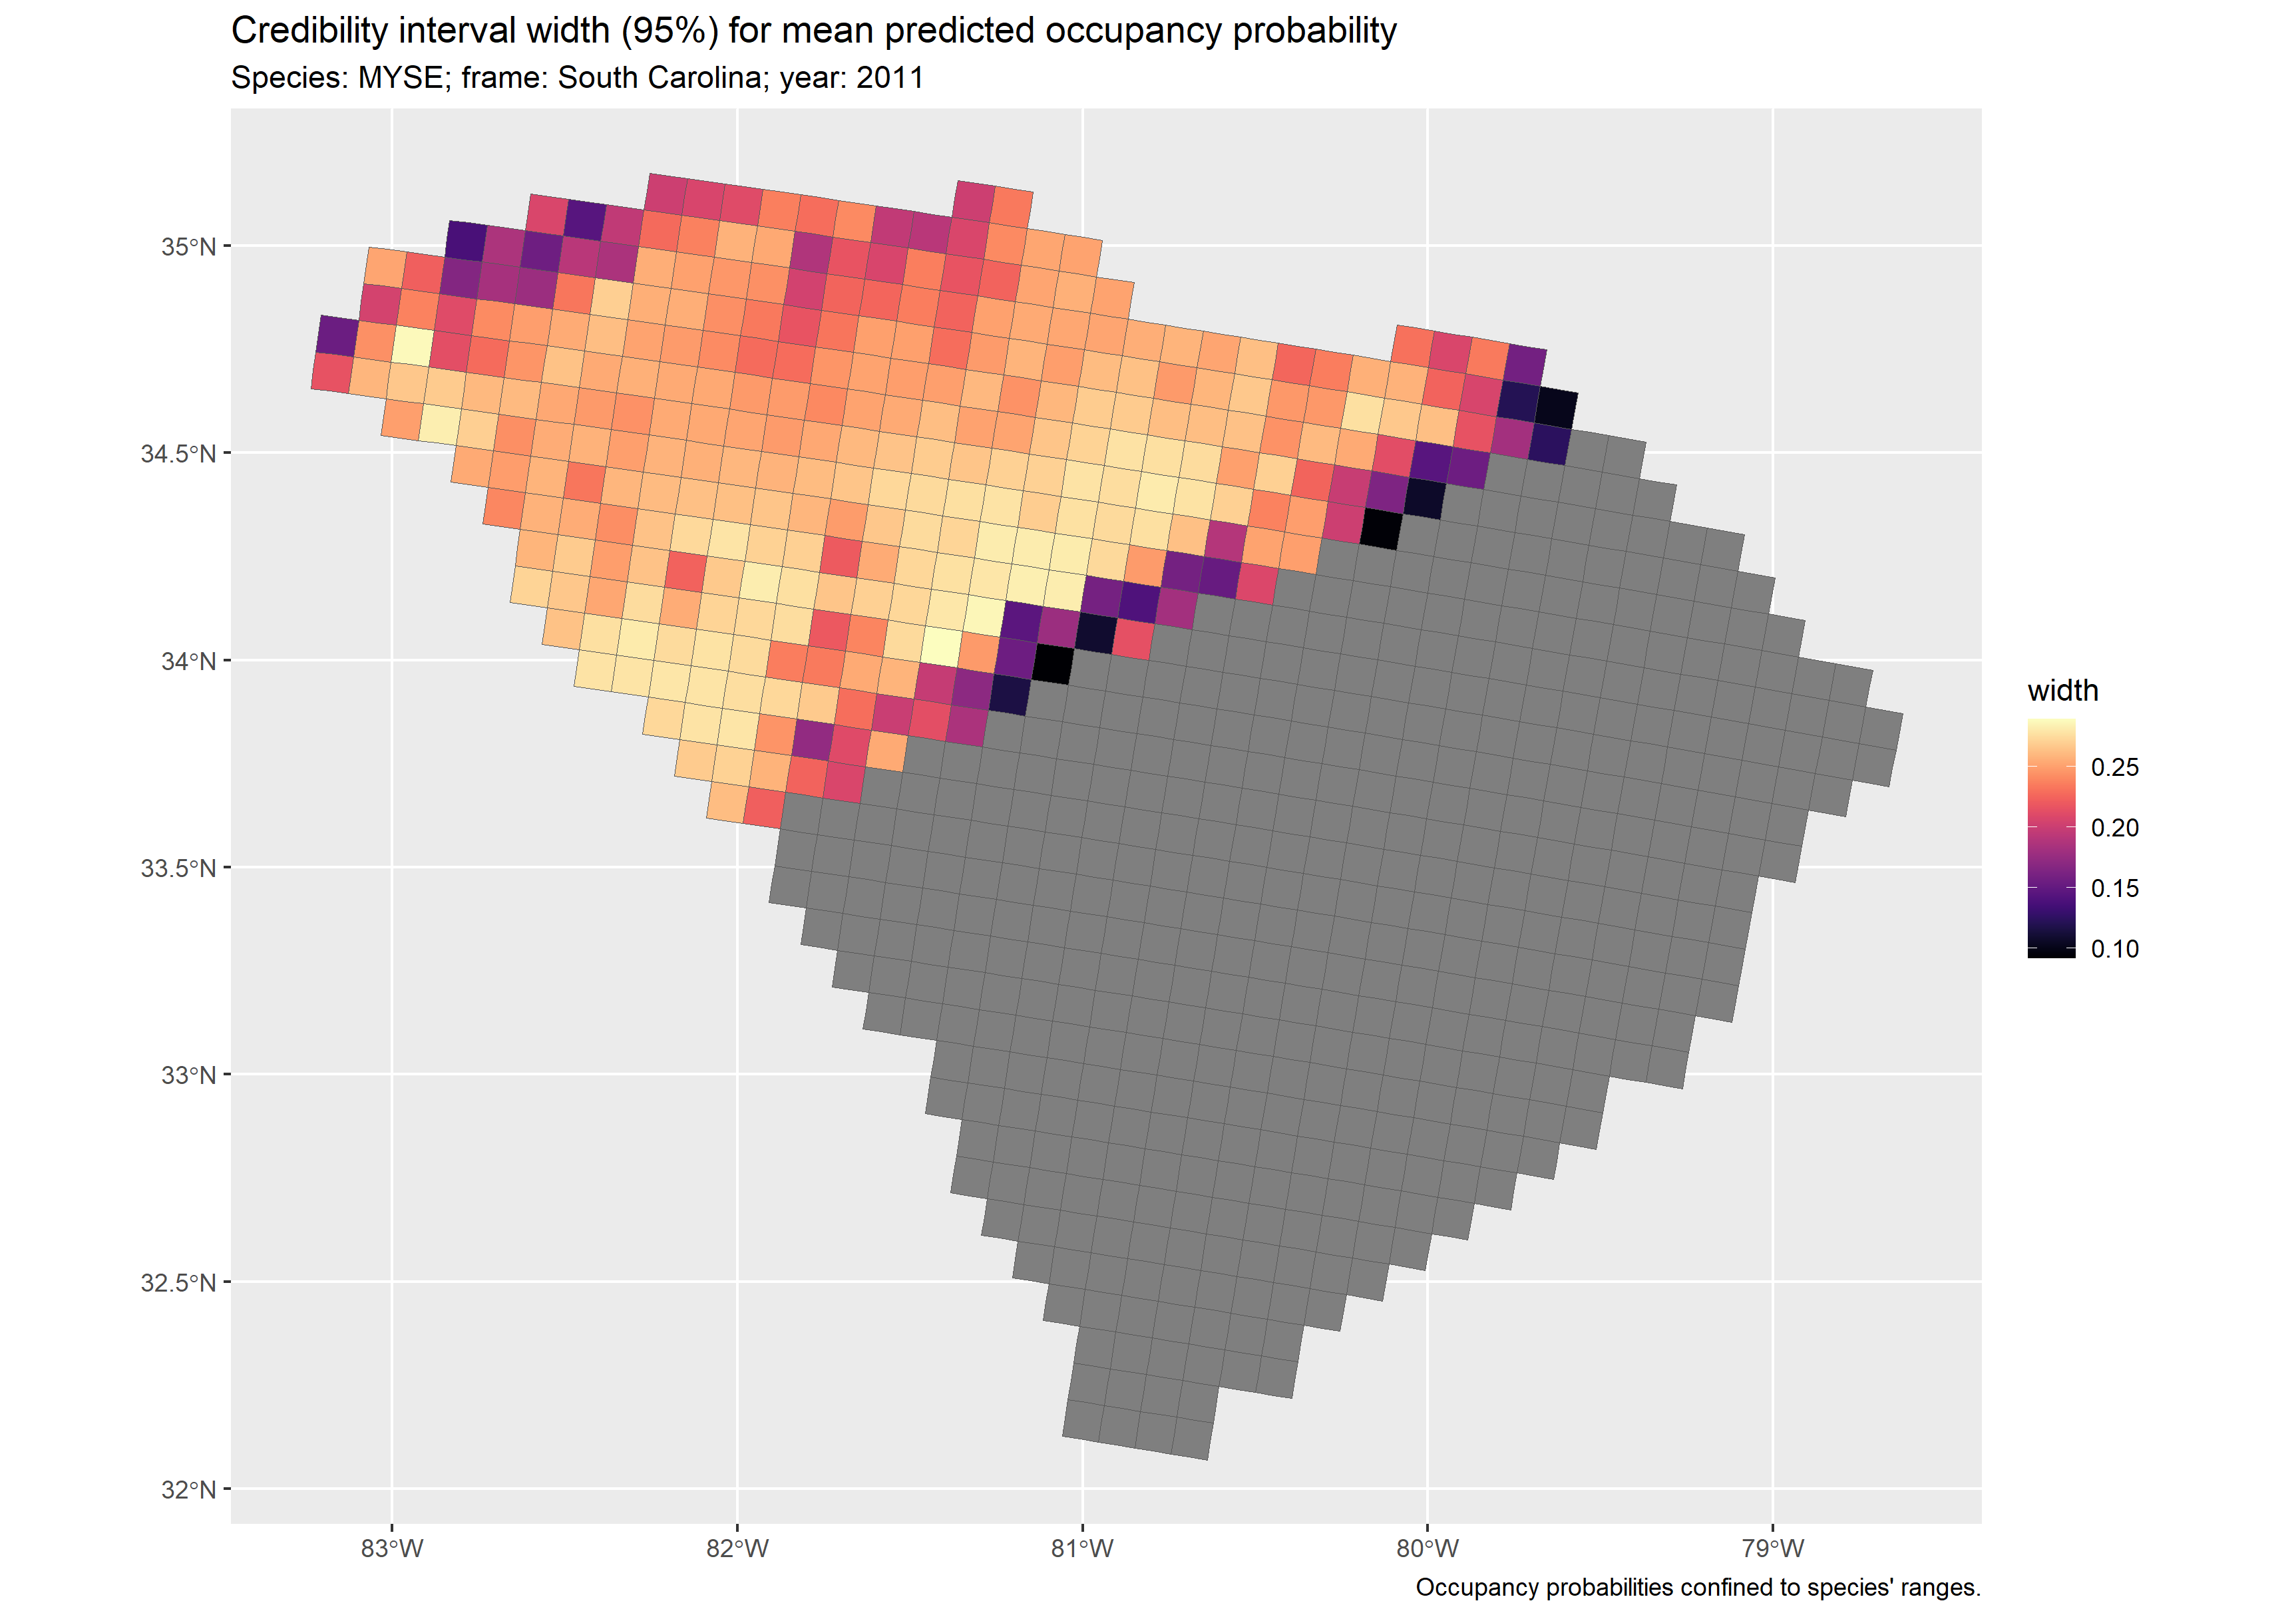 Credibility interval width (95%) for mean predicted occupancy probability
Species: MYSE; frame: South Carolina; year: 2011
35°N
34.5°N
34°N
33.5°N
33°N
32.5°N
32°N
83°W
82°W
81°W
80°W
79°W
width
0.25
0.20
0.15
0.10
Occupancy probabilities confined to species' ranges.